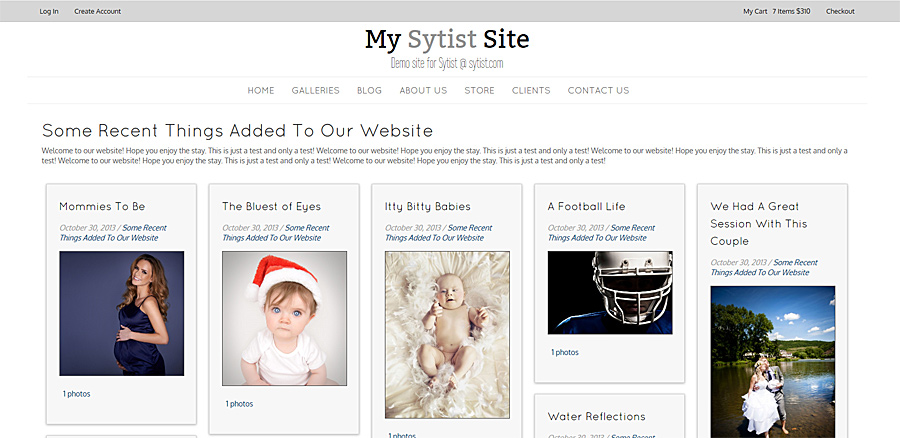 Log In Create Account My Cart 7 Items $310 Checkout
My Sytist Site
Demo site for Sytist @ sytist.com
HOME GALLERIES BLOG ABOUT US STORE CLIENTS CONTACT US
Some Recent Things Added To Our Website
Welcome to our website! Hope you enjoy the stay. This is just a test and only a test! Welcome to our website! Hope you enjoy the stay. This is just a test and only a test! Welcome to our website! Hope you enjoy the stay. This is just a test and only a
test! Welcome to our website! Hope you enjoy the stay. This is just a test and only a test! Welcome to our website! Hope you enjoy the stay. This is just a test and only a test!
Mommies To Be
October 30, 2013 / Some Recent
Things Added To Our Website
1 photos
The Bluest of Eyes
October 30, 2013 / Some Recent
Things Added To Our Website
1 photos
Itty Bitty Babies
October 30, 2013 / Some Recent
Things Added To Our Website
1 photos
A Football Life
October 30, 2013 / Some Recent
Things Added To Our Website
1 photos
Water Reflections
October 30, 2013 / Some Recent
We Had A Great
Session With This
Couple
October 30, 2013 / Some Recent
Things Added To Our Website